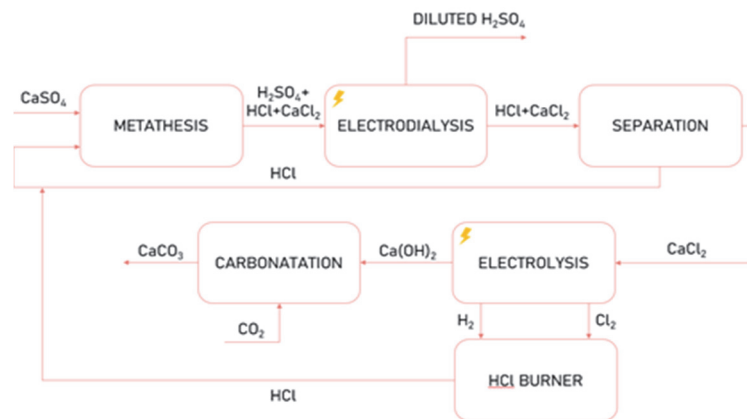 DILUTED H₂SO₄
CaSO₄
METATHESIS
H₂SO₄+
HCl+CaCl₂
ELECTRODIALYSIS
HCl+CaCl₂
SEPARATION
HCl
CaCO₃
CARBONATATION
Ca(OH)₂
ELECTROLYSIS
CaCl₂
CO₂
H₂
Cl₂
HCl BURNER
HCl